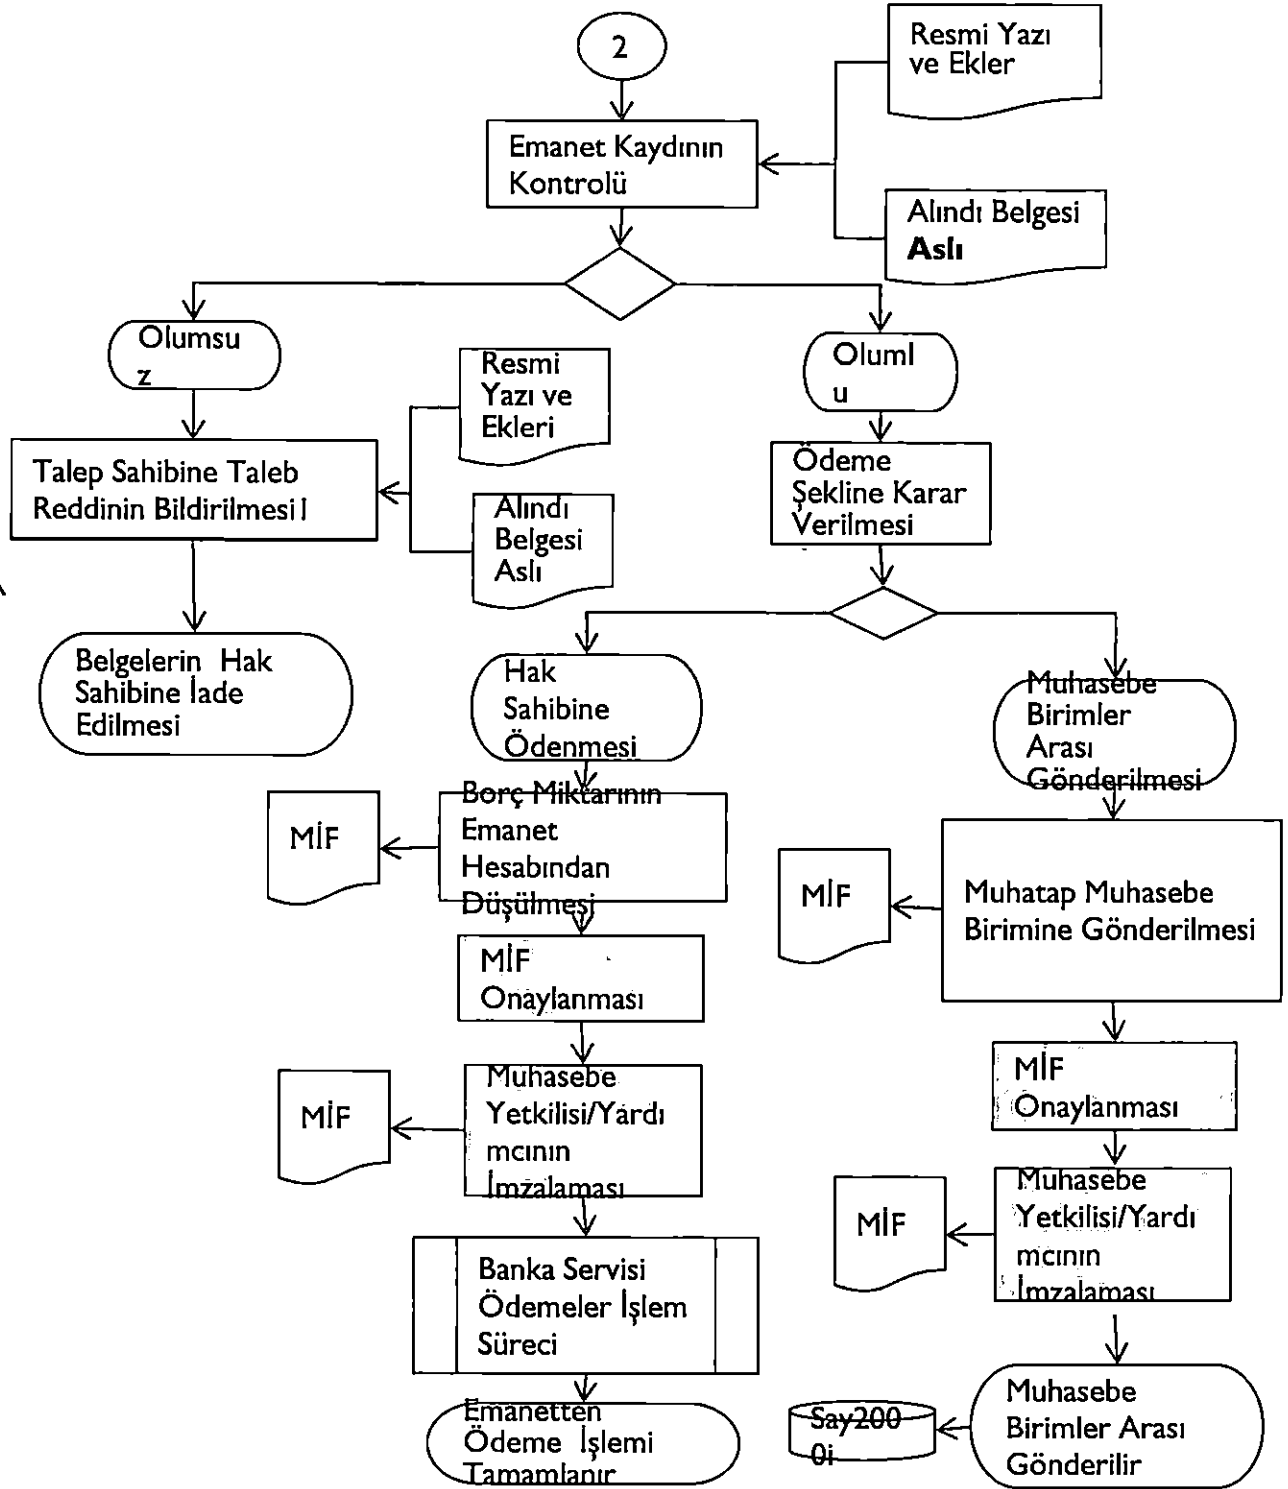 2
Resmi Yazı
ve Ekler
Emanet Kaydının
Kontrolü
Alındı Belgesi
Aslı
Olumsu
z
Oluml
u
Resmi
Yazı ve
Ekleri
Talep Sahibine Taleb
Reddinin Bildirilmesi
Alındı
Belgesi
Aslı
Ödeme
Şekline Karar
Verilmesi
Belgelerin Hak
Sahibine İade
Edilmesi
Hak
Sahibine
Ödenmesi
Muhasebe
Birimler
Arası
Gönderilmesi
MİF
Borç Miktarının
Emanet
Hesabından
Düşülmesi
MİF
Muhatap Muhasebe
Birimine Gönderilmesi
MİF
Onaylanması
MİF
Onaylanması
MİF
Muhasebe
Yetkilisi/Yardı
mcının
İmzalaması
MİF
Muhasebe
Yetkilisi/Yardı
mcının
İmzalaması
Banka Servisi
Ödemeler İşlem
Süreci
Emanetten
Ödeme İşlemi
Tamamlanır
Say200
0i
Muhasebe
Birimler Arası
Gönderilir